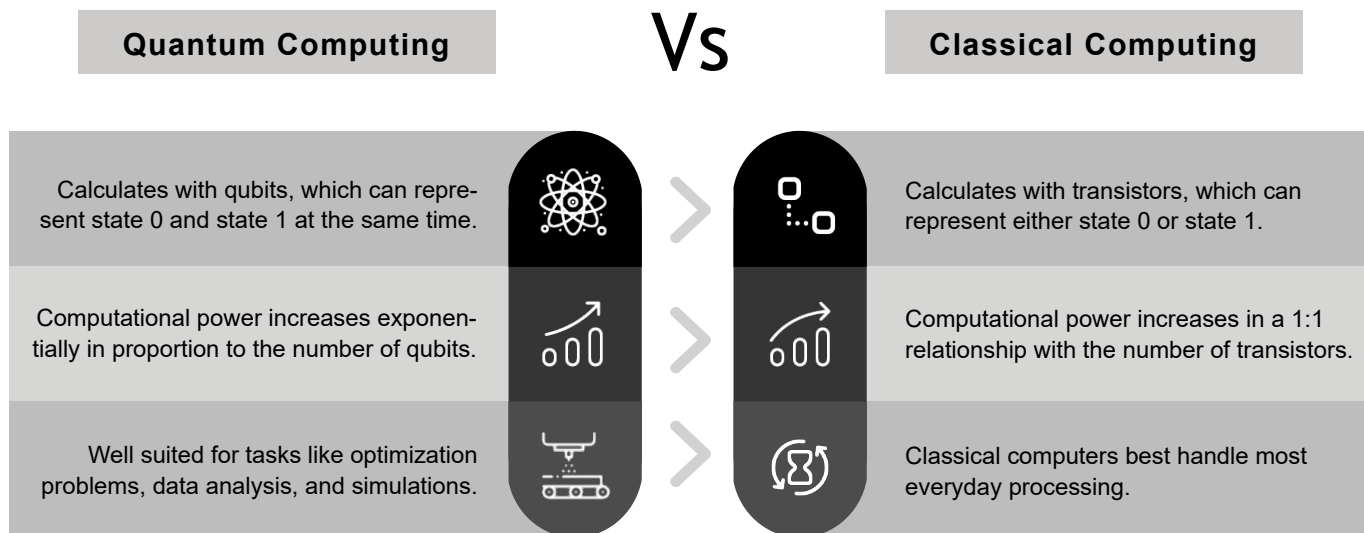 Quantum Computing
Vs
Classical Computing
Calculates with qubits, which can repre-
sent state 0 and state 1 at the same time.
Calculates with transistors, which can
represent either state 0 or state 1.
Computational power increases exponen-
tially in proportion to the number of qubits.
Computational power increases in a 1:1
relationship with the number of transistors.
Well suited for tasks like optimization
problems, data analysis, and simulations.
Classical computers best handle most
everyday processing.